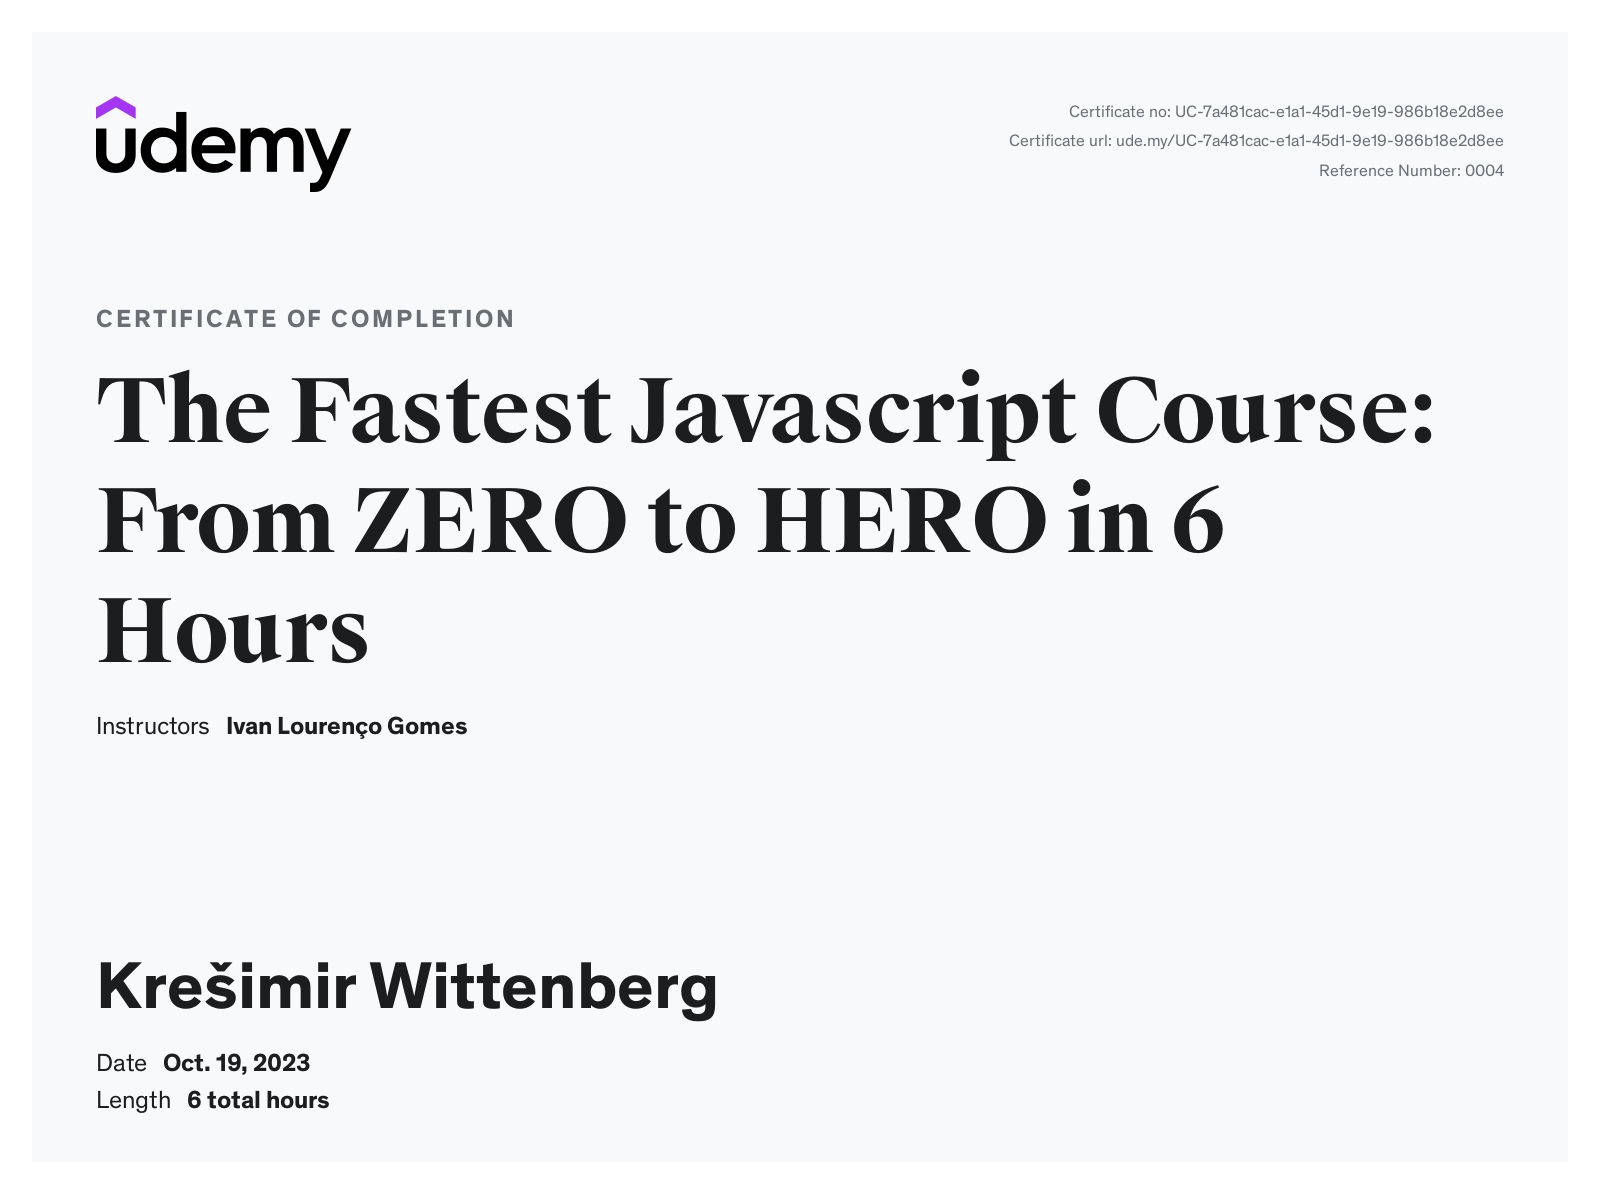 udemy
Certificate no: UC-7a481cac-e1a1-45d1-9e19-986b18e2d8ee
Certificate url: ude.my/UC-7a481cac-e1a1-45d1-9e19-986b18e2d8ee
Reference Number: 0004
CERTIFICATE OF COMPLETION
The Fastest Javascript Course:
From ZERO to HERO in 6
Hours
Instructors Ivan Lourenço Gomes
Krešimir Wittenberg
Date Oct. 19, 2023
Length 6 total hours